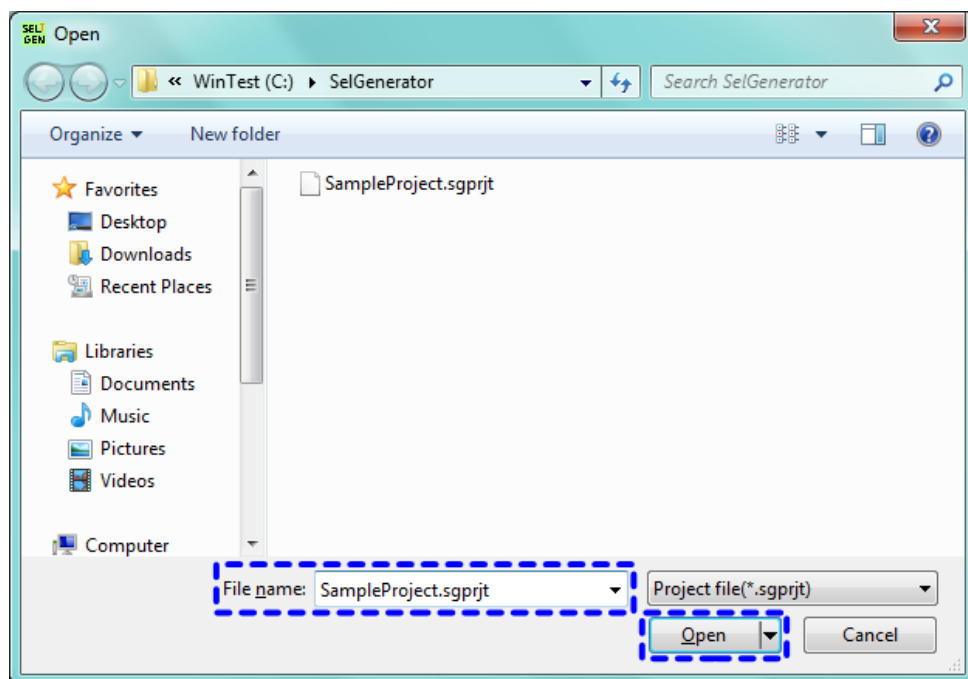 SEL GEN Open
« WinTest (C:) SelGenerator Search SelGenerator
Organize New folder
Favorites
Desktop
Downloads
Recent Places
Libraries
Documents
Music
Pictures
Videos
Computer
SampleProject.sgprjt
File name: SampleProject.sgprjt Project file(*.sgprjt)
Open Cancel